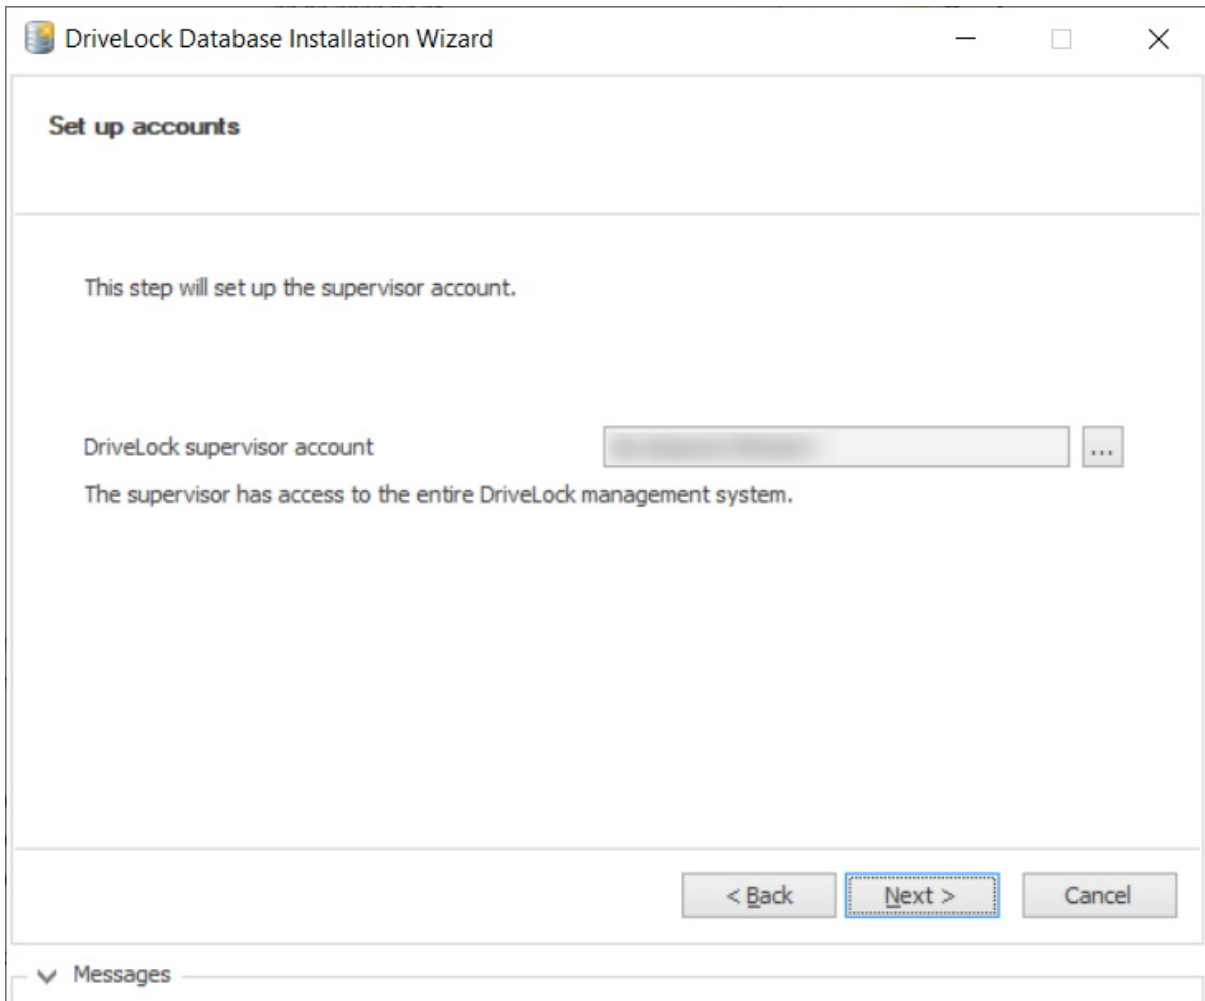 DriveLock Database Installation Wizard
Set up accounts
This step will set up the supervisor account.
DriveLock supervisor account
...
The supervisor has access to the entire DriveLock management system.
< Back
Next >
Cancel
Messages